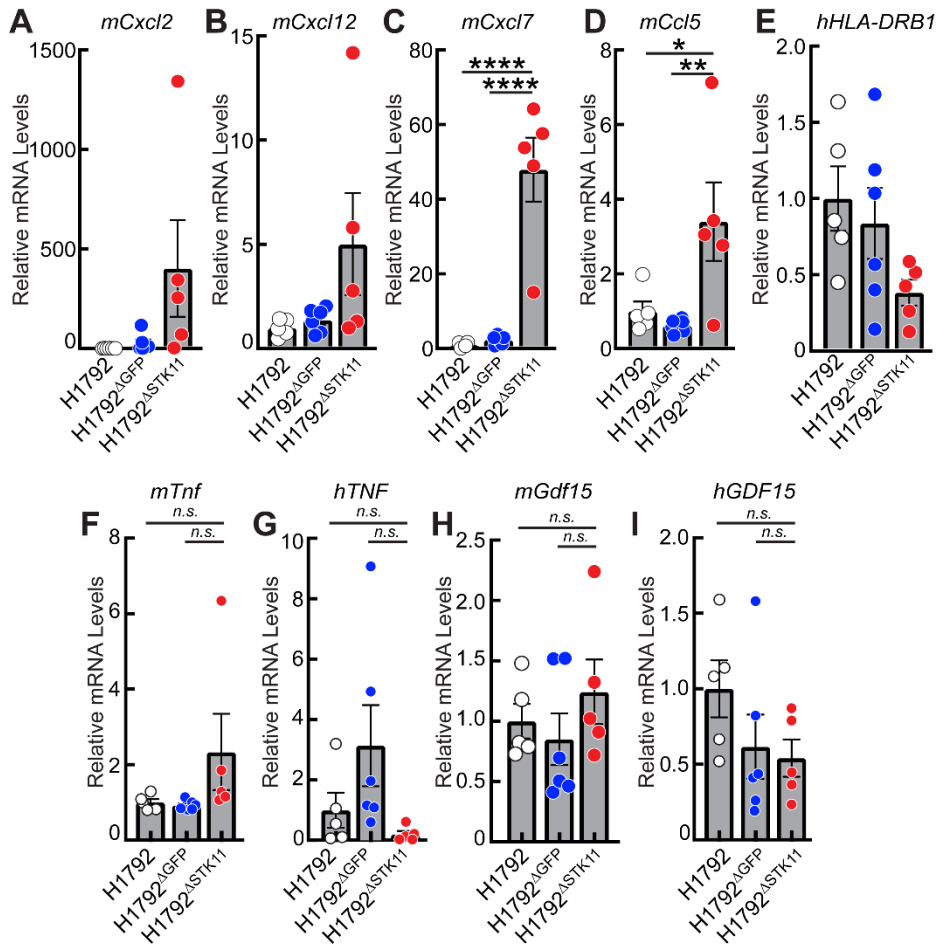 A mCxcl2
Relative mRNA Levels
1500
1000
500
0
H1792
H1792ΔGFP
H1792ΔSTK11
B mCxcl12
Relative mRNA Levels
15
10
5
0
H1792
H1792ΔGFP
H1792ΔSTK11
C mCxcl7
Relative mRNA Levels
80
60
40
20
0
****
****
H1792
H1792ΔGFP
H1792ΔSTK11
D mCcl5
Relative mRNA Levels
8
6
4
2
0
*
**
H1792
H1792ΔGFP
H1792ΔSTK11
E hHLA-DRB1
Relative mRNA Levels
2.0
1.5
1.0
0.5
0
H1792
H1792ΔGFP
H1792ΔSTK11
F mTnf
Relative mRNA Levels
8
6
4
2
0
n.s.
n.s.
H1792
H1792ΔGFP
H1792ΔSTK11
G hTNF
Relative mRNA Levels
10
8
6
4
2
0
n.s.
n.s.
H1792
H1792ΔGFP
H1792ΔSTK11
H mGdf15
Relative mRNA Levels
2.5
2.0
1.5
1.0
0.5
0
n.s.
n.s.
H1792
H1792ΔGFP
H1792ΔSTK11
I hGDF15
Relative mRNA Levels
2.0
1.5
1.0
0.5
0
n.s.
n.s.
H1792
H1792ΔGFP
H1792ΔSTK11